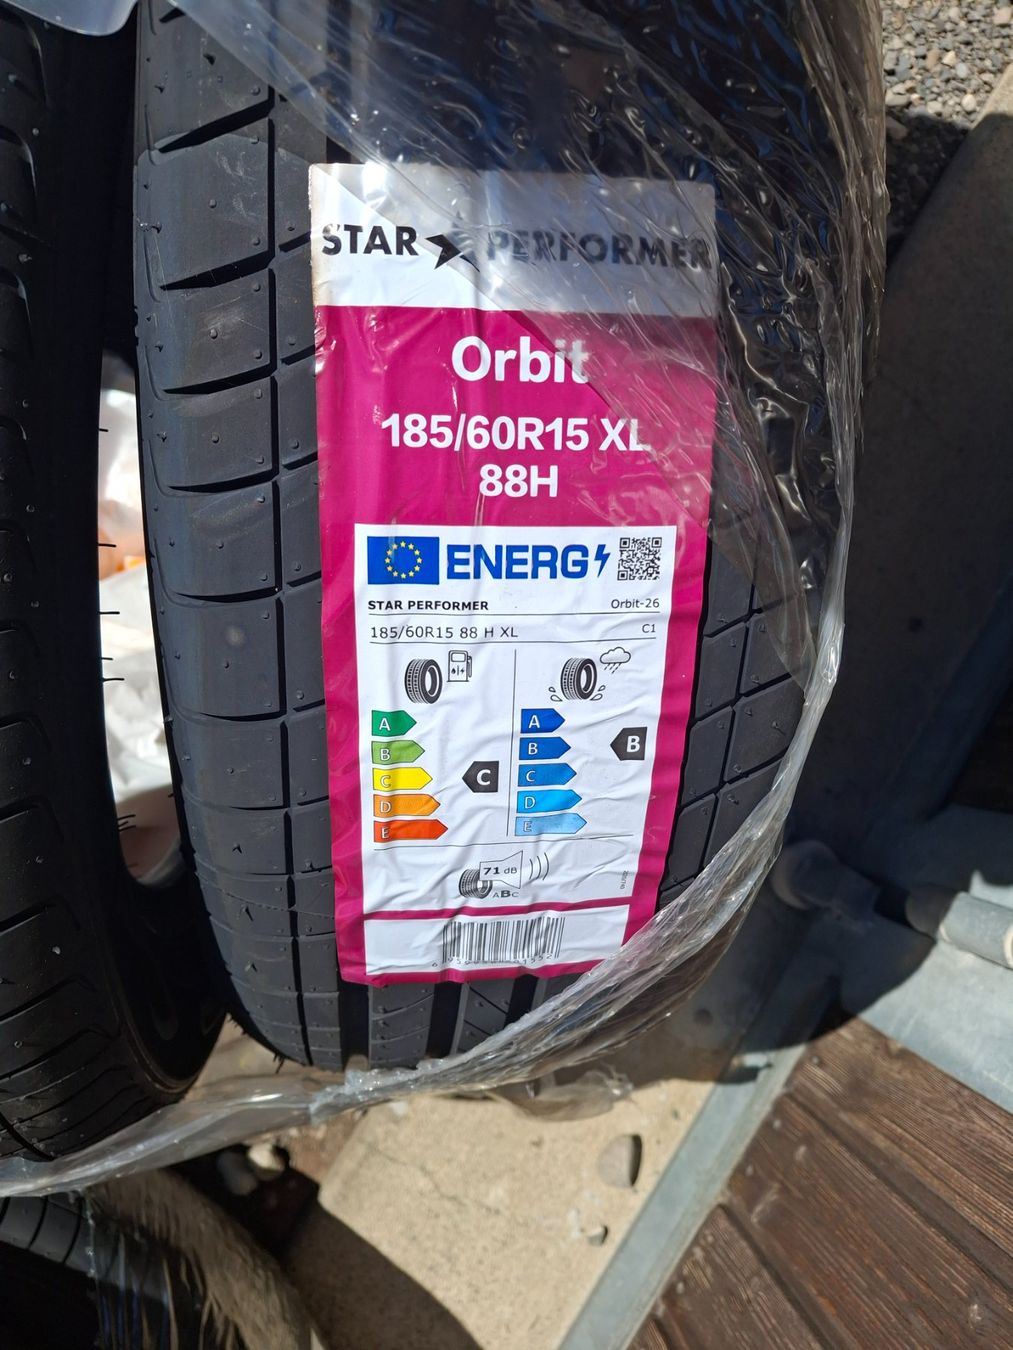 STAR PERFORMER
Orbit
185/60R15 XL
88H
ENERG
STAR PERFORMER Orbit-26
185/60R15 88 H XL C1
A
B
C
D
E
C
A
B
C
D
E
B
71 dB
ABC